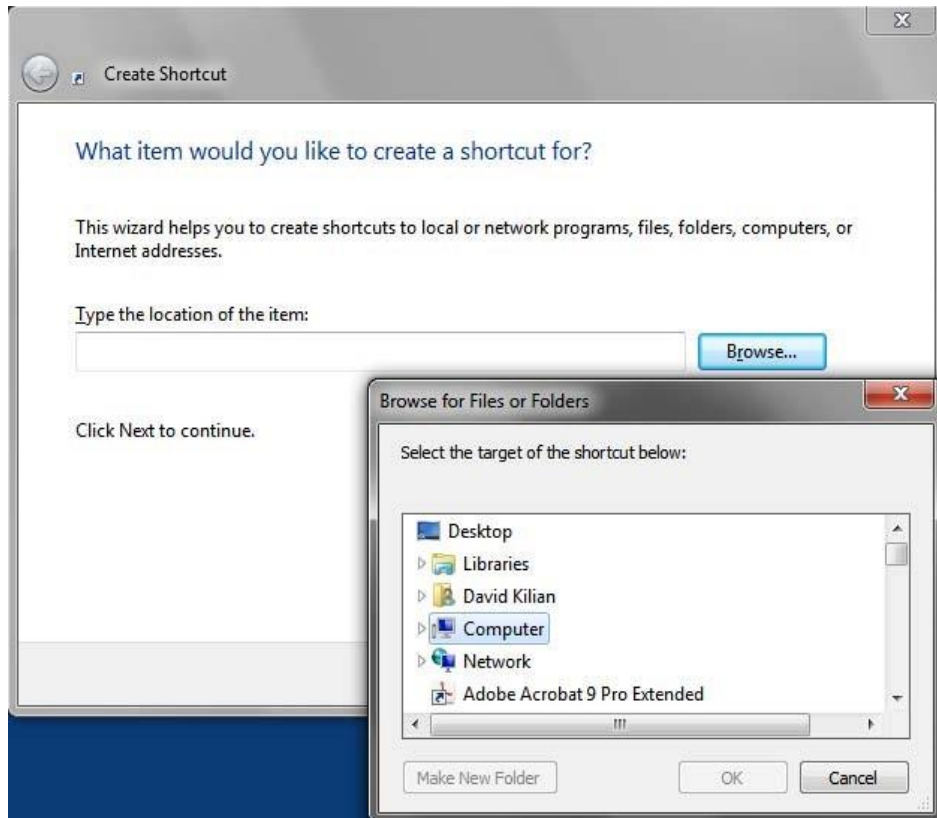 Create Shortcut
What item would you like to create a shortcut for?
This wizard helps you to create shortcuts to local or network programs, files, folders, computers, or
Internet addresses.
Type the location of the item:
Browse...
Click Next to continue.
Browse for Files or Folders
Select the target of the shortcut below:
Desktop
Libraries
David Kilian
Computer
Network
Adobe Acrobat 9 Pro Extended
Make New Folder
OK
Cancel